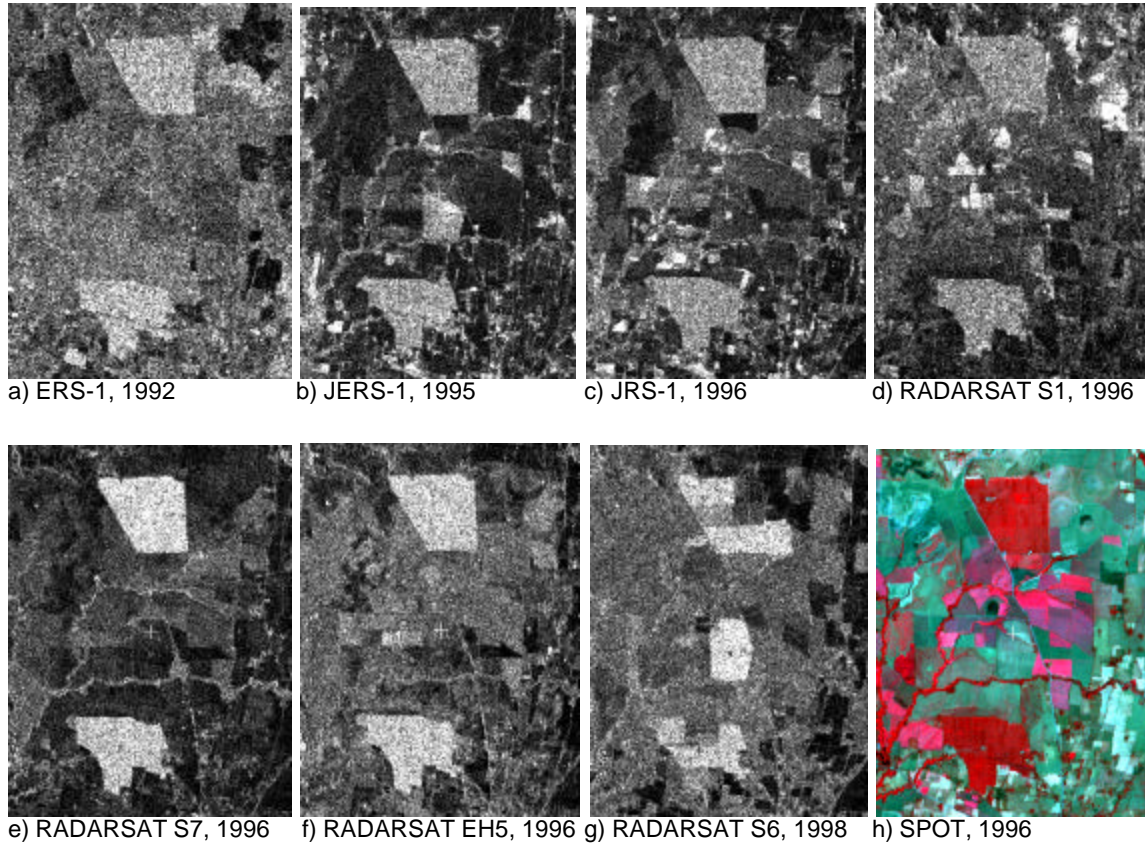 a) ERS-1, 1992 b) JERS-1, 1995 c) JRS-1, 1996 d) RADARSAT S1, 1996
e) RADARSAT S7, 1996 f) RADARSAT EH5, 1996 g) RADARSAT S6, 1998 h) SPOT, 1996